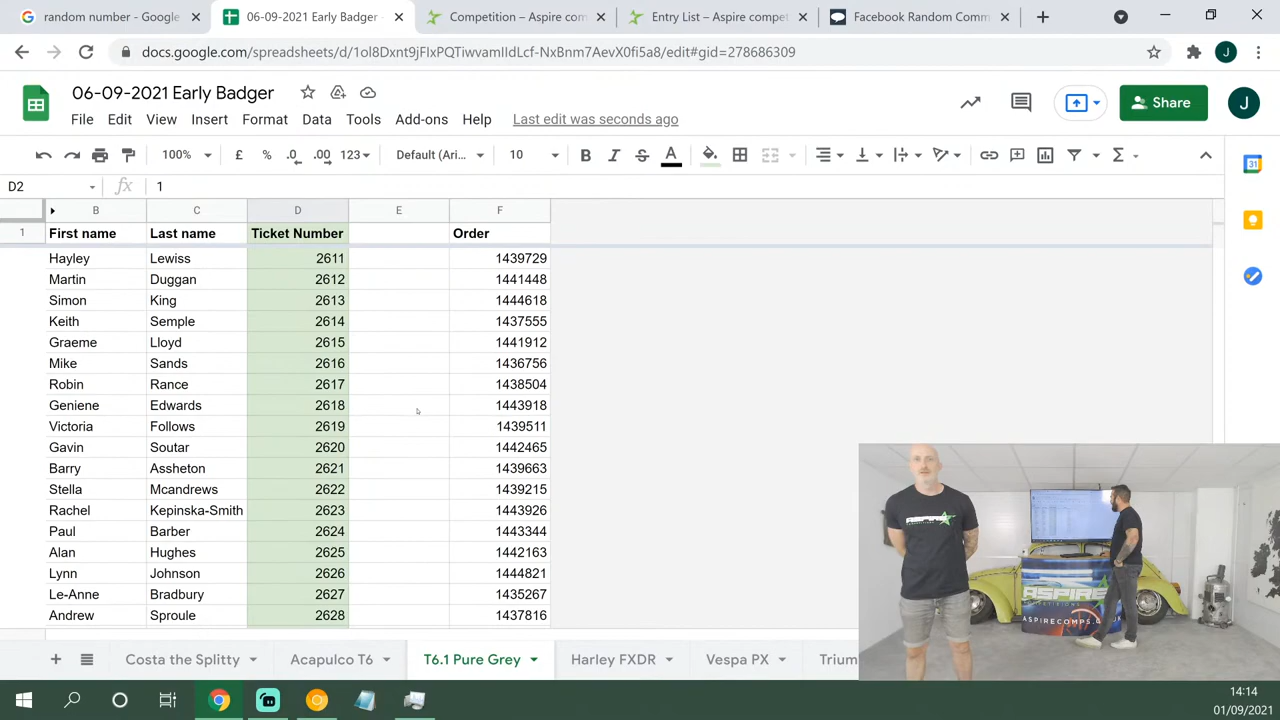 random number - Google
06-09-2021 Early Badger -
Competition – Aspire com
Entry List – Aspire compet
Facebook Random Comm
docs.google.com/spreadsheets/d/1ol8Dxnt9jFIxPQTiwvamIIdLcf-NxBnm7AevX0fi5a8/edit#gid=278686309
J
06-09-2021 Early Badger
Share
J
File Edit View Insert Format Data Tools Add-ons Help Last edit was seconds ago
100% £ % .0 .00 123 Default (Ari... 10 B I S A Σ
31
D2 fx 1
B C D E F
1 First name Last name Ticket Number Order
Hayley Lewiss 2611 1439729
Martin Duggan 2612 1441448
Simon King 2613 1444618
Keith Semple 2614 1437555
Graeme Lloyd 2615 1441912
Mike Sands 2616 1436756
Robin Rance 2617 1438504
Geniene Edwards 2618 1443918
Victoria Follows 2619 1439511
Gavin Soutar 2620 1442465
Barry Assheton 2621 1439663
Stella Mcandrews 2622 1439215
Rachel Kepinska-Smith 2623 1443926
Paul Barber 2624 1443344
Alan Hughes 2625 1442163
Lynn Johnson 2626 1444821
Le-Anne Bradbury 2627 1435267
Andrew Sproule 2628 1437816
ASPIRE
ASPIRE
ASPIRECOMPS.
Costa the Splitty Acapulco T6 T6.1 Pure Grey Harley FXDR Vespa PX Trium
14:14
01/09/2021